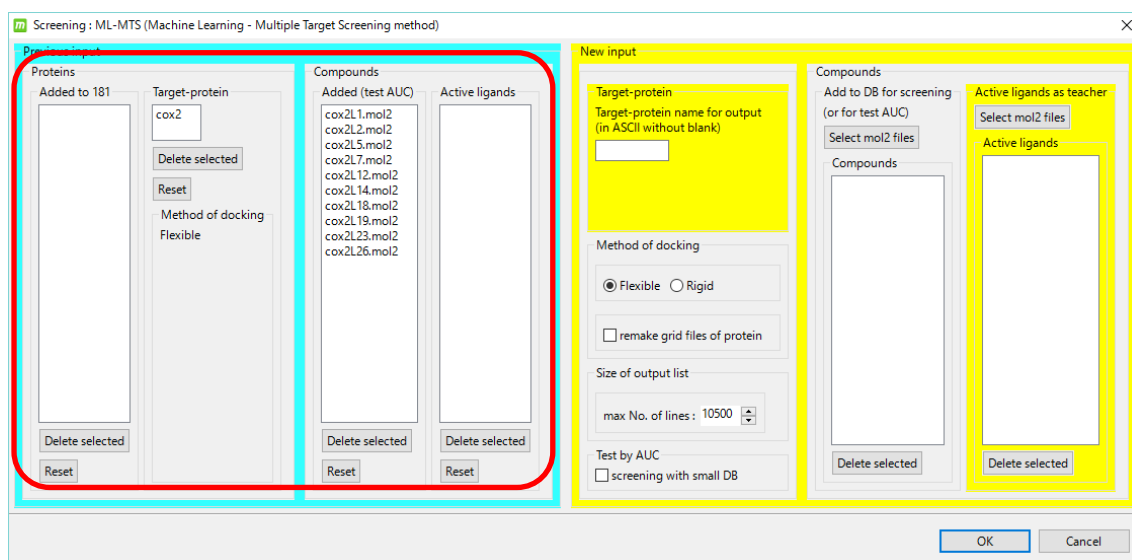 m Screening : ML-MTS (Machine Learning - Multiple Target Screening method)
Previous input
Proteins
Added to 181
Delete selected
Reset
Target-protein
cox2
Delete selected
Reset
Method of docking
Flexible
Compounds
Added (test AUC)
cox2L1.mol2
cox2L2.mol2
cox2L5.mol2
cox2L7.mol2
cox2L12.mol2
cox2L14.mol2
cox2L18.mol2
cox2L19.mol2
cox2L23.mol2
cox2L26.mol2
Delete selected
Reset
Active ligands
Delete selected
Reset
New input
Target-protein
Target-protein name for output
(in ASCII without blank)
Method of docking
Flexible Rigid
remake grid files of protein
Size of output list
max No. of lines : 10500
Test by AUC
screening with small DB
Compounds
Add to DB for screening
(or for test AUC)
Select mol2 files
Compounds
Delete selected
Active ligands as teacher
Select mol2 files
Active ligands
Delete selected
OK Cancel